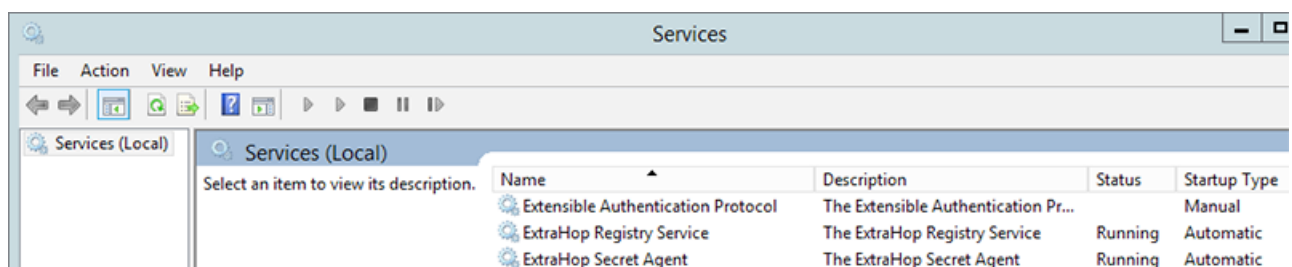 Services
File Action View Help
Services (Local)
Services (Local)
Select an item to view its description.
Name Description Status Startup Type
Extensible Authentication Protocol The Extensible Authentication Pr... Manual
ExtraHop Registry Service The ExtraHop Registry Service Running Automatic
ExtraHop Secret Agent The ExtraHop Secret Agent Running Automatic